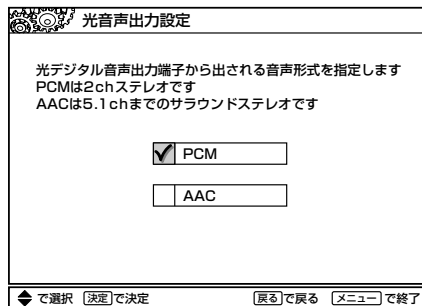 光音声出力設定
光デジタル音声出力端子から出される音声形式を指定します
PCMは2chステレオです
AACは5.1chまでのサラウンドステレオです
PCM
AAC
で選択 決定で決定 戻るで戻る メニューで終了